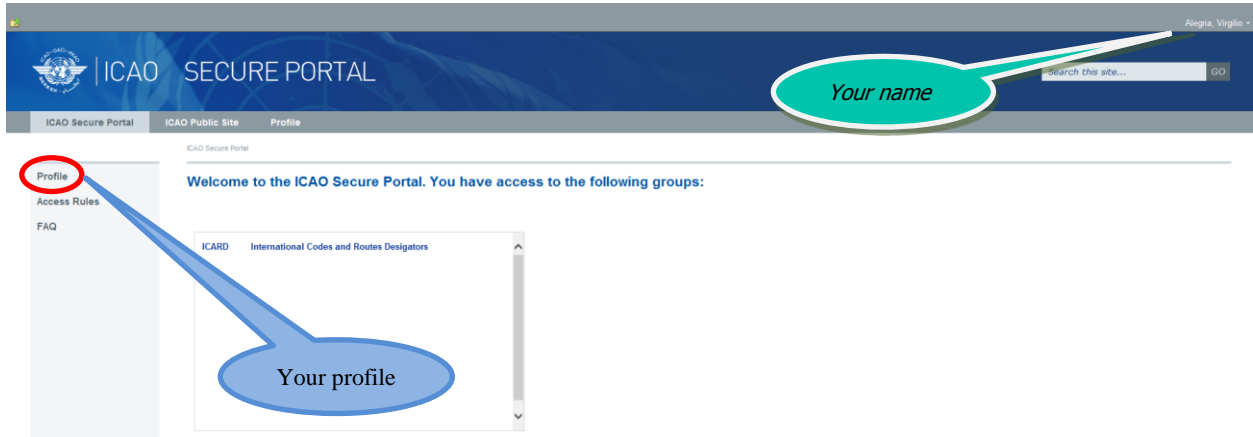 Alegria, Virgilio
ICAO SECURE PORTAL
Your name
Search this site... GO
ICAO Secure Portal ICAO Public Site Profile
ICAO Secure Portal
Profile
Welcome to the ICAO Secure Portal. You have access to the following groups:
Access Rules
FAQ
ICARD International Codes and Routes Desigators
Your profile